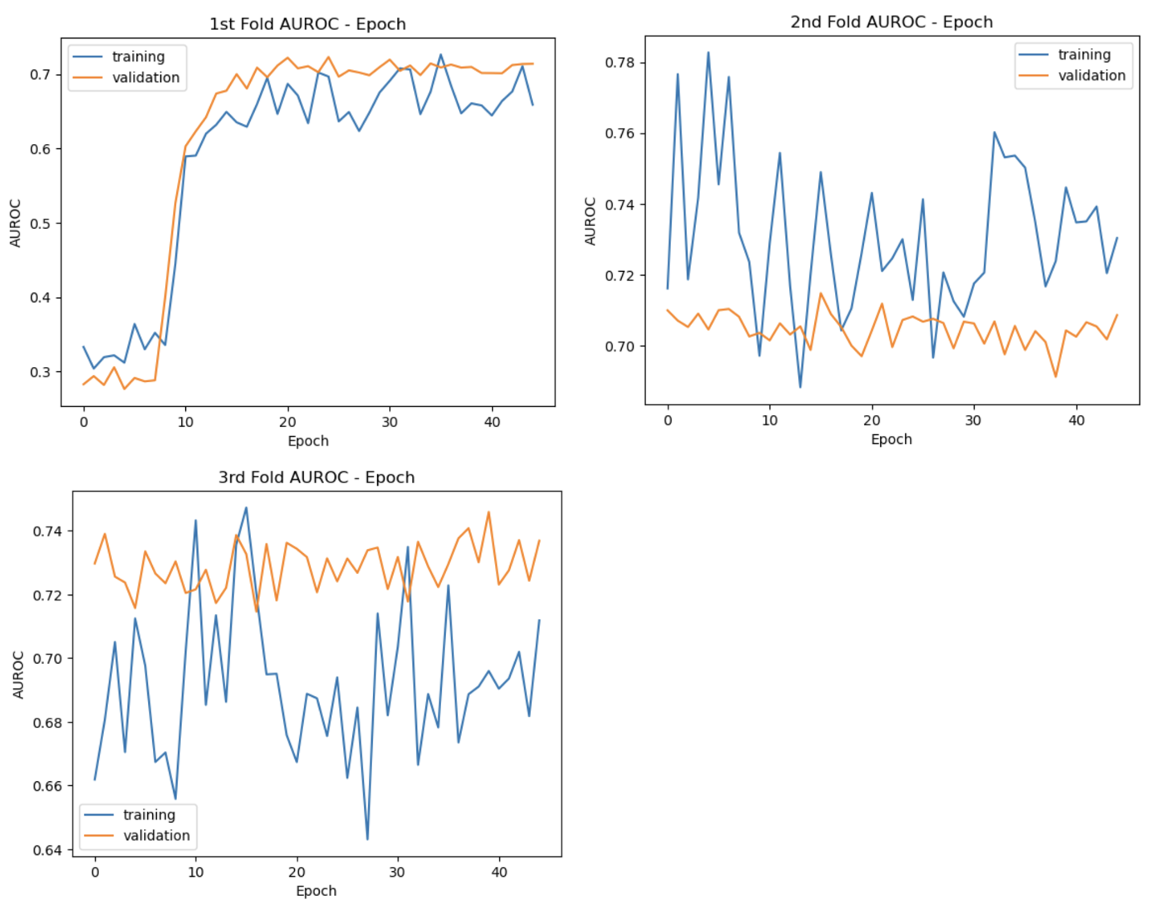 1st Fold AUROC - Epoch
training
validation
0.7
0.6
0.5
0.4
0.3
AUROC
0 10 20 30 40
Epoch
2nd Fold AUROC - Epoch
training
validation
0.78
0.76
0.74
0.72
0.70
AUROC
0 10 20 30 40
Epoch
3rd Fold AUROC - Epoch
0.74
0.72
0.70
0.68
0.66
0.64
AUROC
training
validation
0 10 20 30 40
Epoch